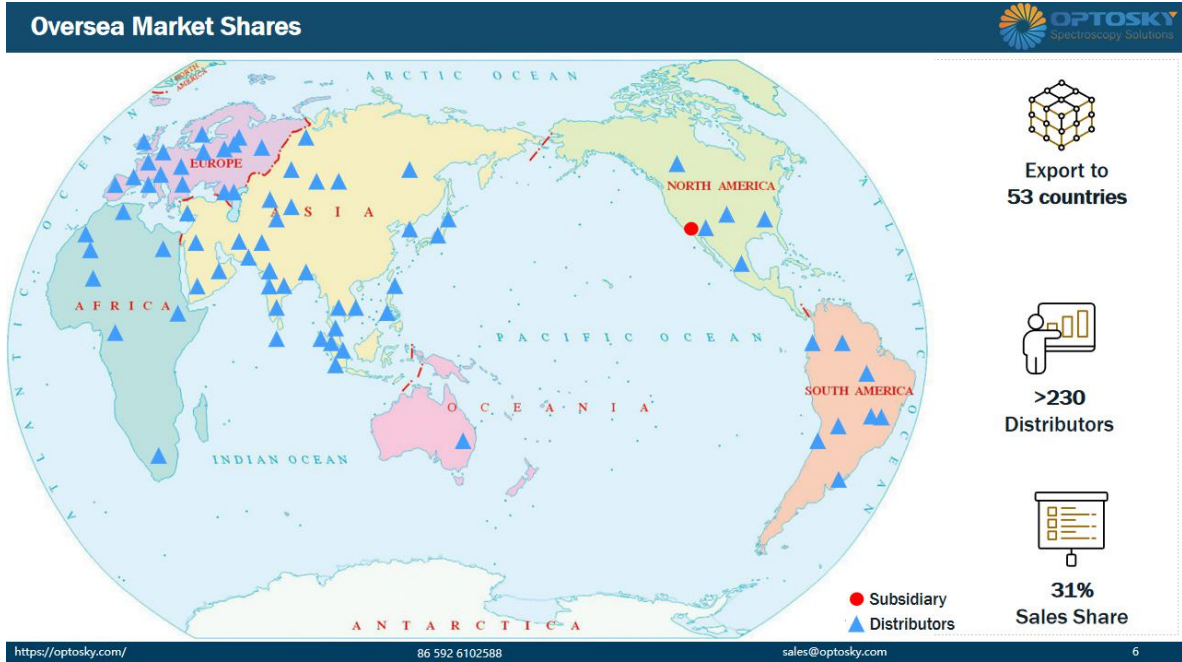 Oversea Market Shares
OPTOSKY
Spectroscopy Solutions
ARCTIC OCEAN
NORTH
AMERICA
EUROPE
ASIA
NORTH AMERICA
AFRICA
PACIFIC OCEAN
SOUTH AMERICA
OCEANIA
INDIAN OCEAN
ATLANTIC OCEAN
ATLANTIC OCEAN
ANTARCTICA
Subsidiary
Distributors
Export to
53 countries
>230
Distributors
31%
Sales Share
https://optosky.com/
86 592 6102588
sales@optosky.com
6